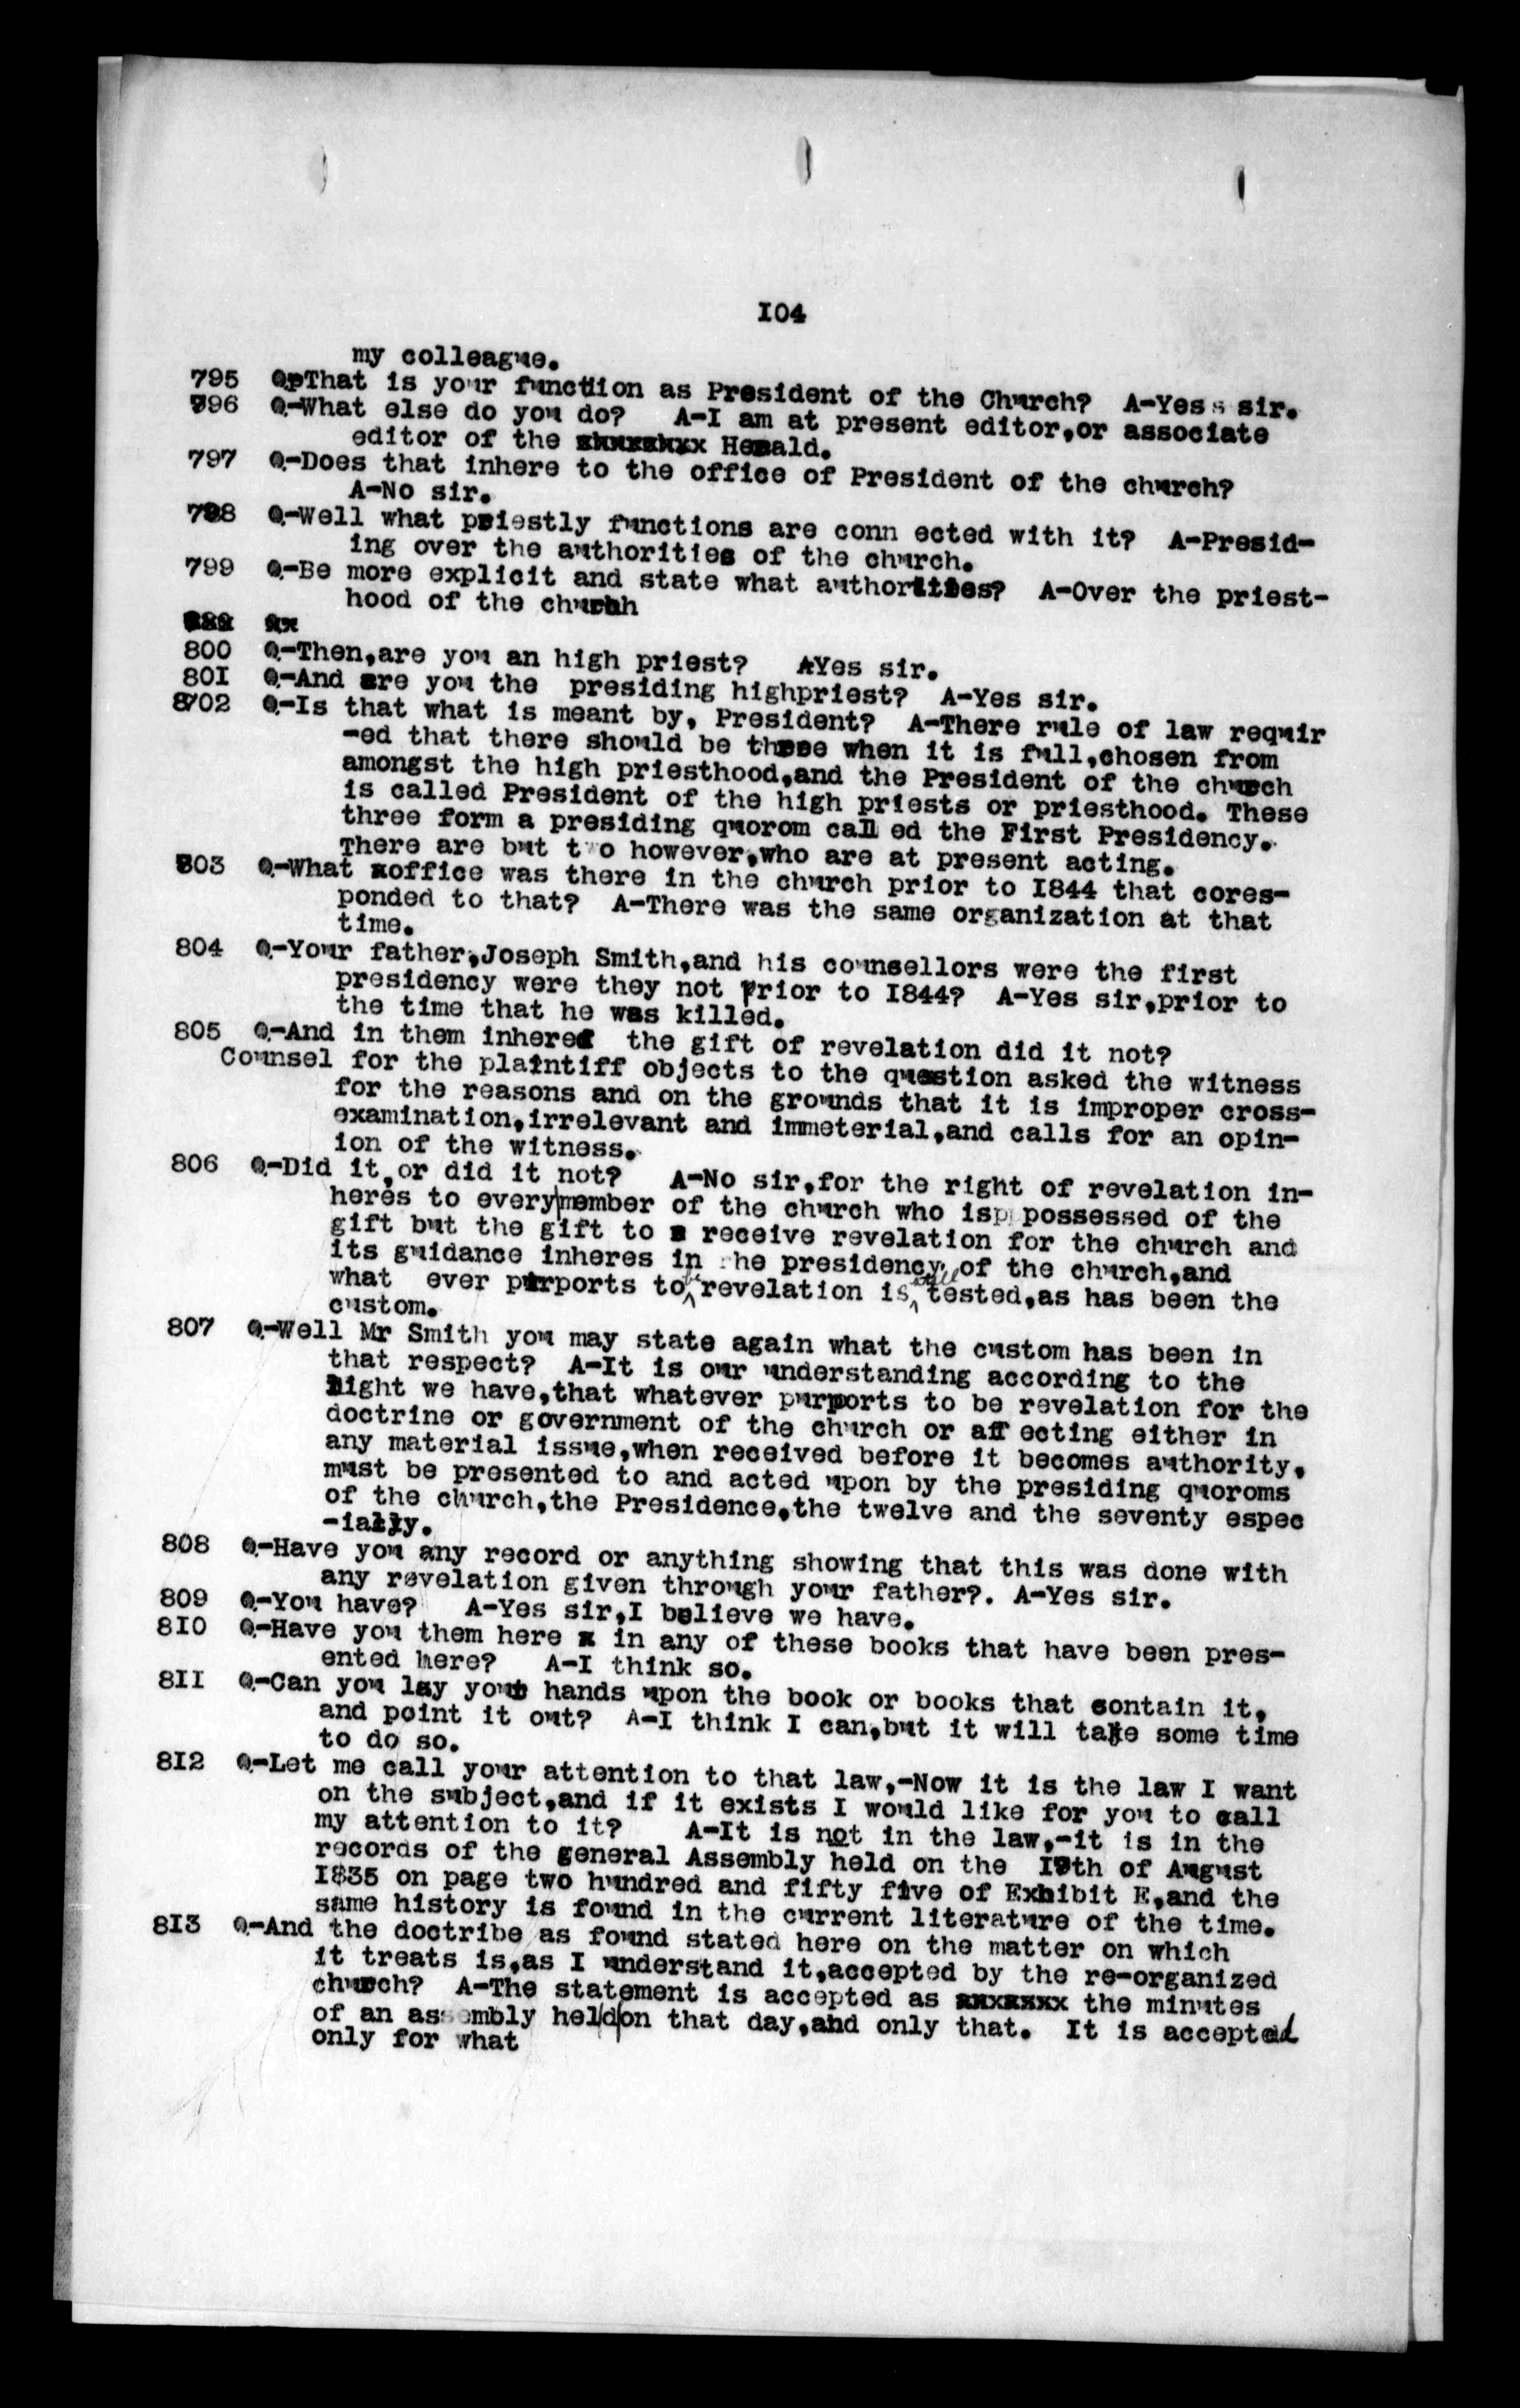 104
my colleague.
795 Q-That is your function as President of the Church? A-Yes sir.
796 Q-What else do you do? A-I am at present editor,or associate
editor of the Herald.
797 Q-Does that inhere to the office of President of the church?
A-No sir.
798 Q-Well what priestly functions are conn ected with it? A-Presid-
ing over the authorities of the church.
799 Q-Be more explicit and state what authorities? A-Over the priest-
hood of the church
800 Q-Then,are you an high priest? AYes sir.
801 Q-And are you the presiding highpriest? A-Yes sir.
8702 Q-Is that what is meant by, President? A-There rule of law requir
-ed that there should be three when it is full,chosen from
amongst the high priesthood,and the President of the church
is called President of the high priests or priesthood. These
three form a presiding quorom call ed the First Presidency.
There are but two however,who are at present acting.
803 Q-What office was there in the church prior to 1844 that cores-
ponded to that? A-There was the same organization at that
time.
804 Q-Your father,Joseph Smith,and his counsellors were the first
presidency were they not prior to 1844? A-Yes sir,prior to
the time that he was killed.
805 Q-And in them inhered the gift of revelation did it not?
Counsel for the plaintiff objects to the question asked the witness
for the reasons and on the grounds that it is improper cross-
examination,irrelevant and immeterial,and calls for an opin-
ion of the witness.
806 Q-Did it,or did it not? A-No sir,for the right of revelation in-
heres to every member of the church who is possessed of the
gift but the gift to receive revelation for the church and
its guidance inheres in the presidency of the church,and
what ever purports to be revelation is tested,as has been the
custom.
807 Q-Well Mr Smith you may state again what the custom has been in
that respect? A-It is our understanding according to the
light we have,that whatever purports to be revelation for the
doctrine or government of the church or aff ecting either in
any material issue,when received before it becomes authority,
must be presented to and acted upon by the presiding quoroms
of the church,the Presidence,the twelve and the seventy espec
-ially.
808 Q-Have you any record or anything showing that this was done with
any revelation given through your father?. A-Yes sir.
809 Q-You have? A-Yes sir,I believe we have.
810 Q-Have you them here in any of these books that have been pres-
ented here? A-I think so.
811 Q-Can you lay your hands upon the book or books that contain it,
and point it out? A-I think I can,but it will take some time
to do so.
812 Q-Let me call your attention to that law,-Now it is the law I want
on the subject,and if it exists I would like for you to call
my attention to it? A-It is not in the law,-it is in the
records of the general Assembly held on the of August
1835 on page two hundred and fifty five of Exhibit E,and the
same history is found in the current literature of the time.
813 Q-And the doctribe as found stated here on the matter on which
it treats is,as I understand it,accepted by the re-organized
church? A-The statement is accepted as the minutes
of an assembly held on that day,and only that. It is accepted
only for what